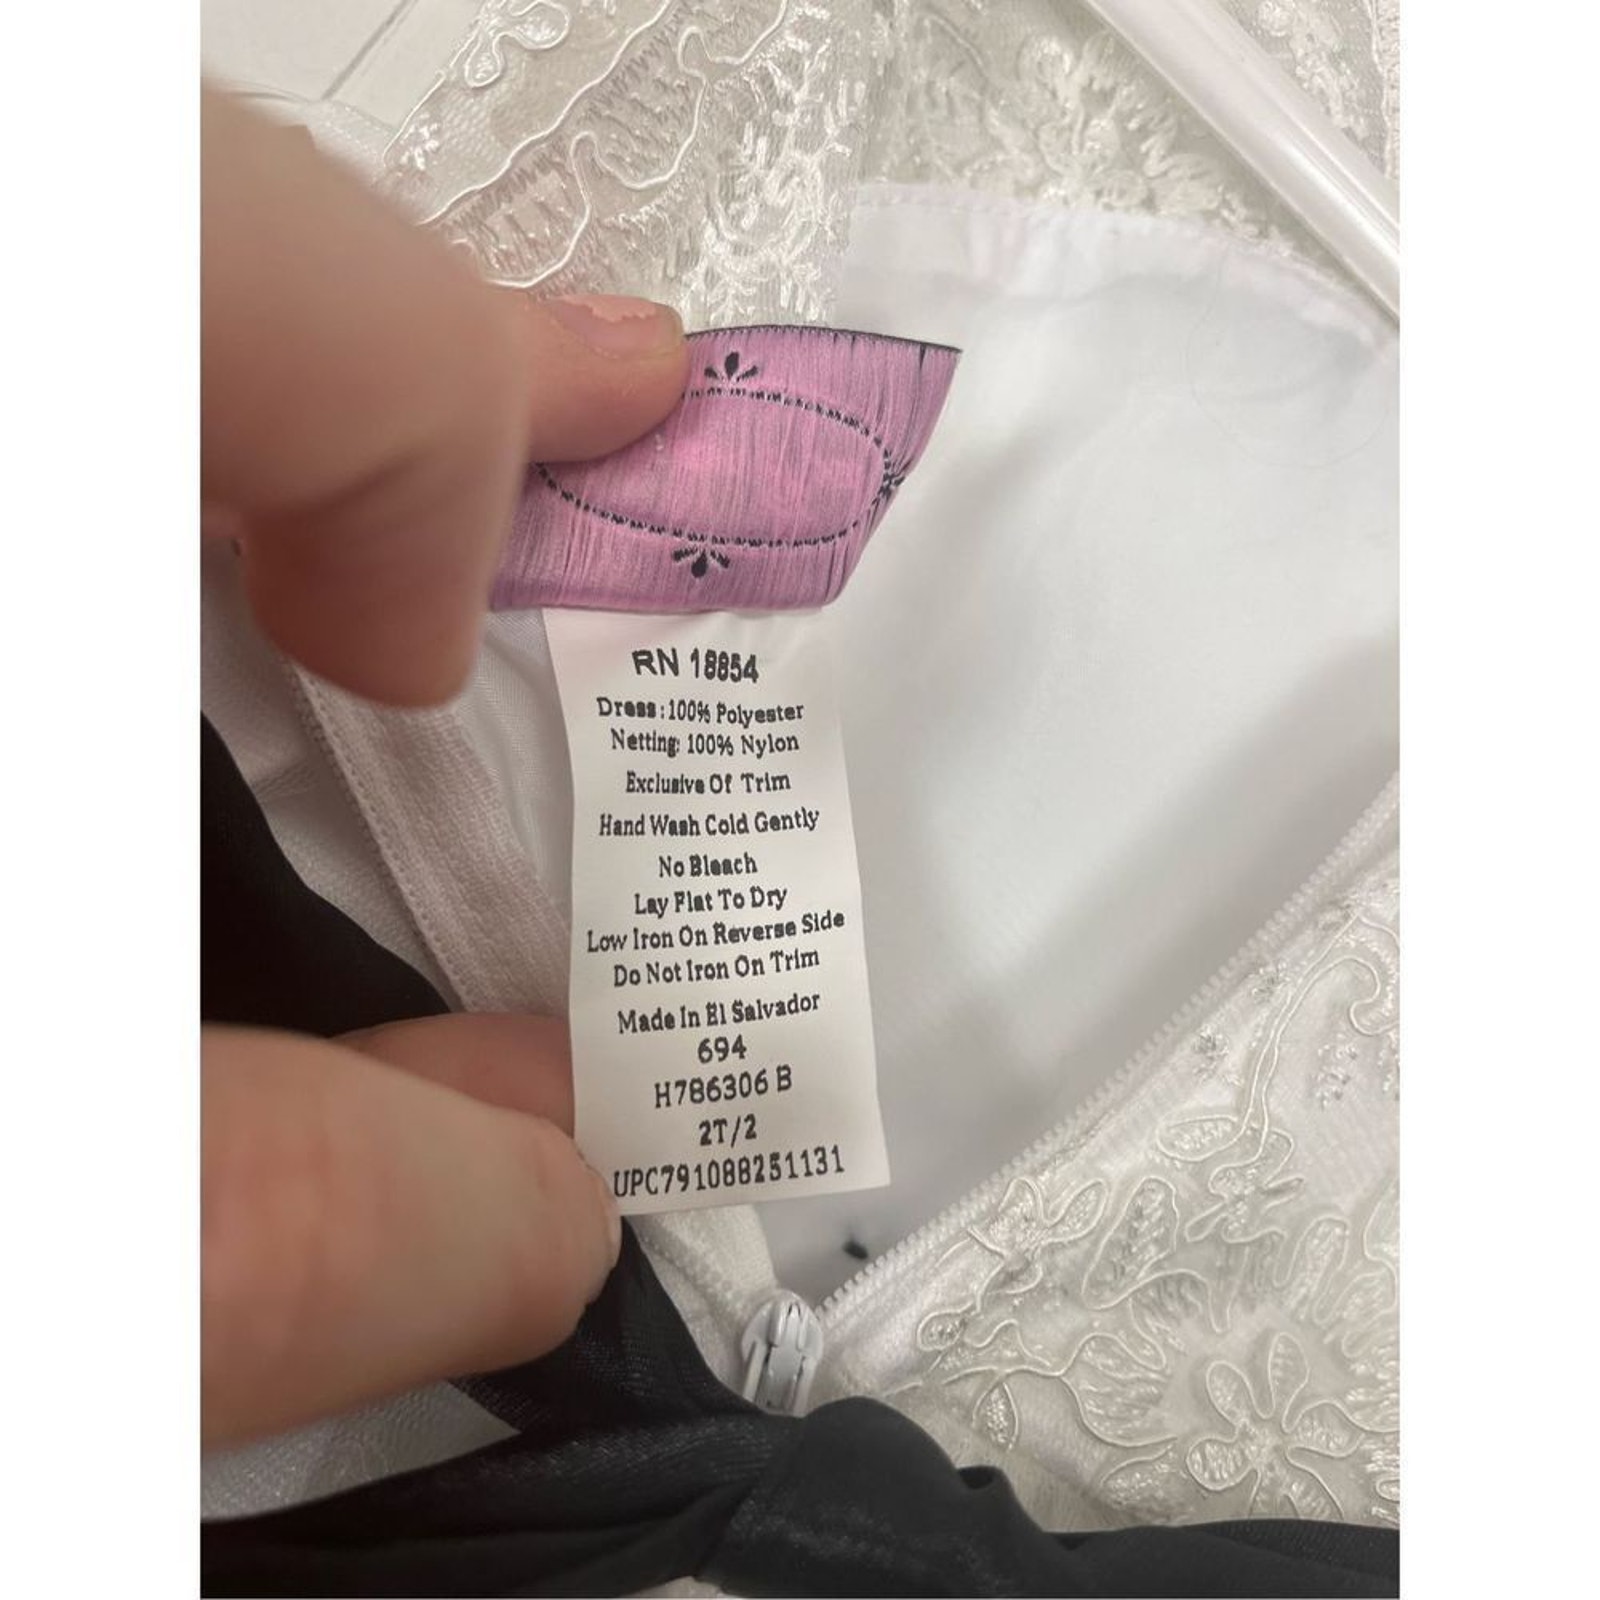 RN 18854
Dress:100% Polyester
Netting: 100% Nylon
Exclusive Of Trim
Hand Wash Cold Gently
No Bleach
Lay Flat To Dry
Low Iron On Reverse Side
Do Not Iron On Trim
Made In El Salvador
694
H786306 B
2T/2
UPC791088251131